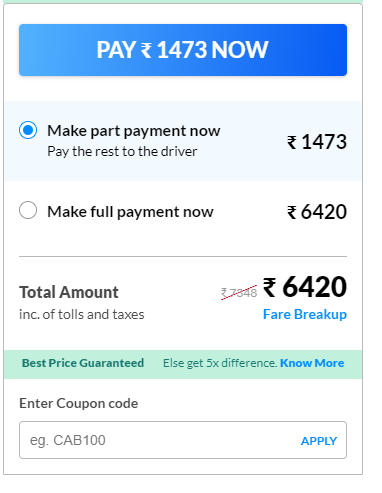 PAY ₹ 1473 NOW
Make part payment now
Pay the rest to the driver
₹ 1473
Make full payment now
₹ 6420
Total Amount
₹ 7348 ₹ 6420
inc. of tolls and taxes
Fare Breakup
Best Price Guaranteed Else get 5x difference. Know More
Enter Coupon code
eg. CAB100
APPLY